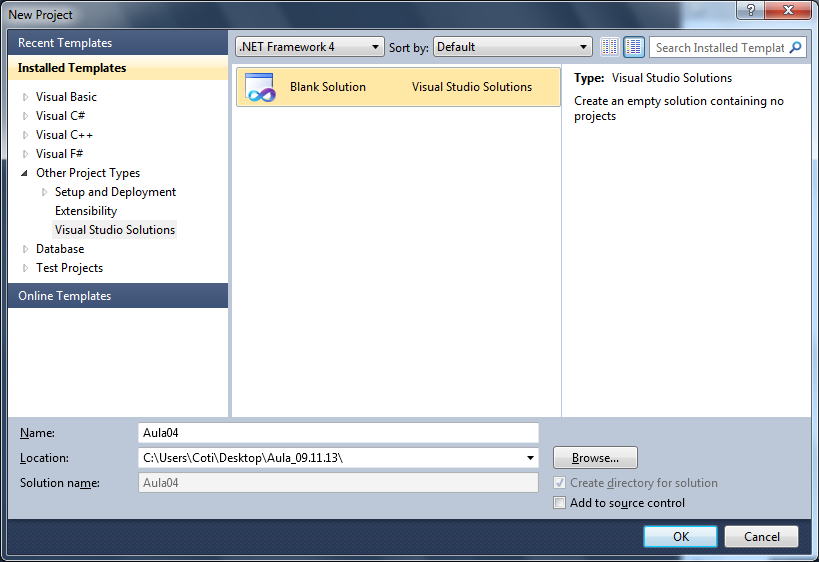 New Project
Recent Templates
Installed Templates
Visual Basic
Visual C#
Visual C++
Visual F#
Other Project Types
Setup and Deployment
Extensibility
Visual Studio Solutions
Database
Test Projects
Online Templates
.NET Framework 4
Sort by:
Default
Search Installed Templat
Blank Solution
Visual Studio Solutions
Type: Visual Studio Solutions
Create an empty solution containing no
projects
Name:
Aula04
Location:
C:\Users\Coti\Desktop\Aula_09.11.13\
Browse...
Solution name:
Aula04
Create directory for solution
Add to source control
OK
Cancel